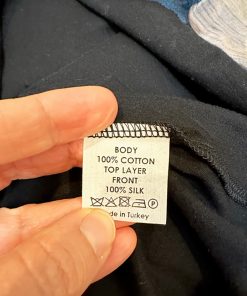 BODY
100% COTTON
TOP LAYER
FRONT
100% SILK
P
in Turkey